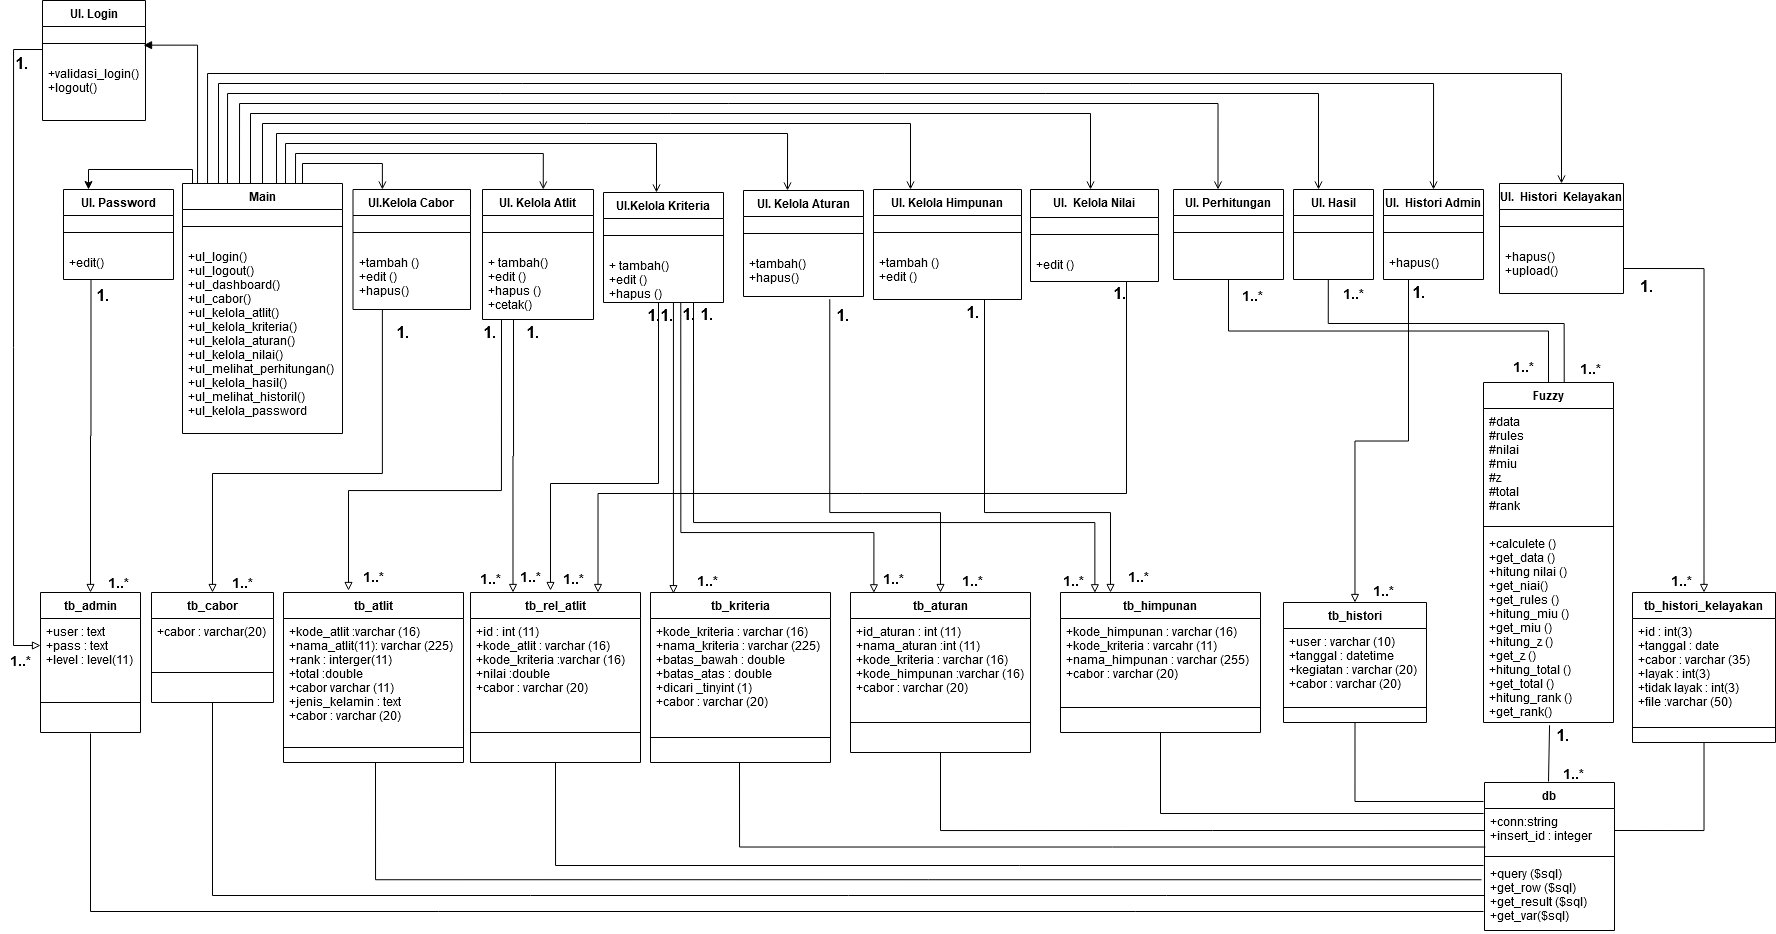 UI. Login
+validasi_login()
+logout()
1.
UI. Password
+edit()
1.
Main
+ul_login()
+ul_logout()
+ul_dashboard()
+ul_cabor()
+ul_kelola_atlit()
+ul_kelola_kriteria()
+ul_kelola_aturan()
+ul_kelola_nilai()
+ul_melihat_perhitungan()
+ul_kelola_hasil()
+ul_melihat_historil()
+ul_kelola_password
UI.Kelola Cabor
+tambah ()
+edit ()
+hapus()
1.
UI. Kelola Atlit
+ tambah()
+edit ()
+hapus ()
+cetak()
1.
1.
UI.Kelola Kriteria
+ tambah()
+edit ()
+hapus ()
1.
1.
1.
1.
UI. Kelola Aturan
+tambah()
+hapus()
1.
UI. Kelola Himpunan
+tambah ()
+edit ()
1.
UI. Kelola Nilai
+edit ()
1.
UI. Perhitungan
1..*
UI. Hasil
1..*
UI. Histori Admin
+hapus()
1.
UI. Histori Kelayakan
+hapus()
+upload()
1.
1..*
1..*
Fuzzy
#data
#rules
#nilai
#miu
#z
#total
#rank
+calculete ()
+get_data ()
+hitung nilai ()
+get_niai()
+get_rules ()
+hitung_miu ()
+get_miu ()
+hitung_z ()
+get_z ()
+hitung_total ()
+get_total ()
+hitung_rank ()
+get_rank()
1.
1..*
1..*
tb_admin
+user : text
+pass : text
+level : level(11)
1..*
tb_cabor
+cabor : varchar(20)
1..*
tb_atlit
+kode_atlit :varchar (16)
+nama_atlit(11): varchar (225)
+rank : interger(11)
+total :double
+cabor varchar (11)
+jenis_kelamin : text
+cabor : varchar (20)
1..*
1..*
1..*
tb_rel_atlit
+id : int (11)
+kode_atlit : varchar (16)
+kode_kriteria :varchar (16)
+nilai :double
+cabor : varchar (20)
1..*
tb_kriteria
+kode_kriteria : varchar (16)
+nama_kriteria : varchar (225)
+batas_bawah : double
+batas_atas : double
+dicari _tinyint (1)
+cabor : varchar (20)
1..*
1..*
tb_aturan
+id_aturan : int (11)
+nama_aturan :int (11)
+kode_kriteria : varchar (16)
+kode_himpunan :varchar (16)
+cabor : varchar (20)
1..*
1..*
tb_himpunan
+kode_himpunan : varchar (16)
+kode_kriteria : varcahr (11)
+nama_himpunan : varchar (255)
+cabor : varchar (20)
1..*
tb_histori
+user : varchar (10)
+tanggal : datetime
+kegiatan : varchar (20)
+cabor : varchar (20)
1..*
tb_histori_kelayakan
+id : int(3)
+tanggal : date
+cabor : varchar (35)
+layak : int(3)
+tidak layak : int(3)
+file :varchar (50)
1..*
db
+conn:string
+insert_id : integer
+query ($sql)
+get_row ($sql)
+get_result ($sql)
+get_var($sql)